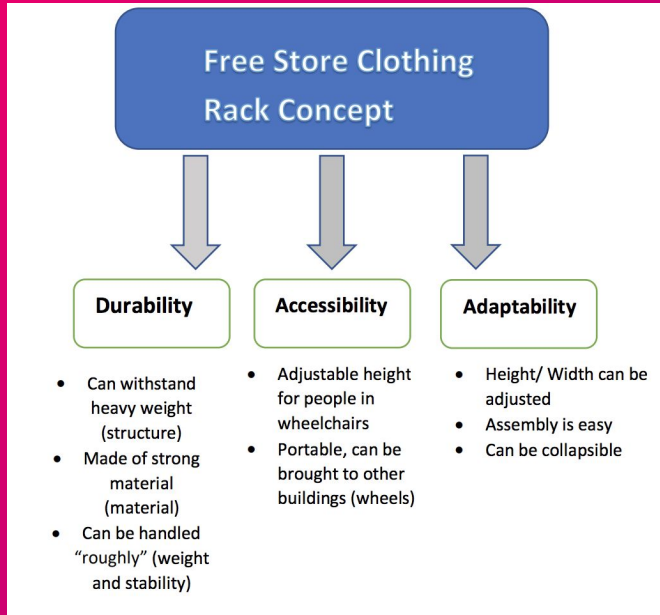 Free Store Clothing
Rack Concept
Durability
• Can withstand
heavy weight
(structure)
• Made of strong
material
(material)
• Can be handled
“roughly” (weight
and stability)
Accessibility
• Adjustable height
for people in
wheelchairs
• Portable, can be
brought to other
buildings (wheels)
Adaptability
• Height/ Width can be
adjusted
• Assembly is easy
• Can be collapsible